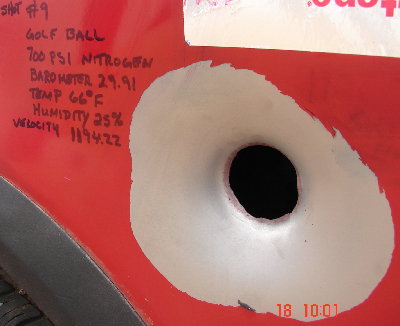 SHOT #9
GOLF BALL
700 PSI NITROGEN
BAROMETER 29.91
TEMP 66°F
HUMIDITY 25%
VELOCITY 1194.22
18 10:01